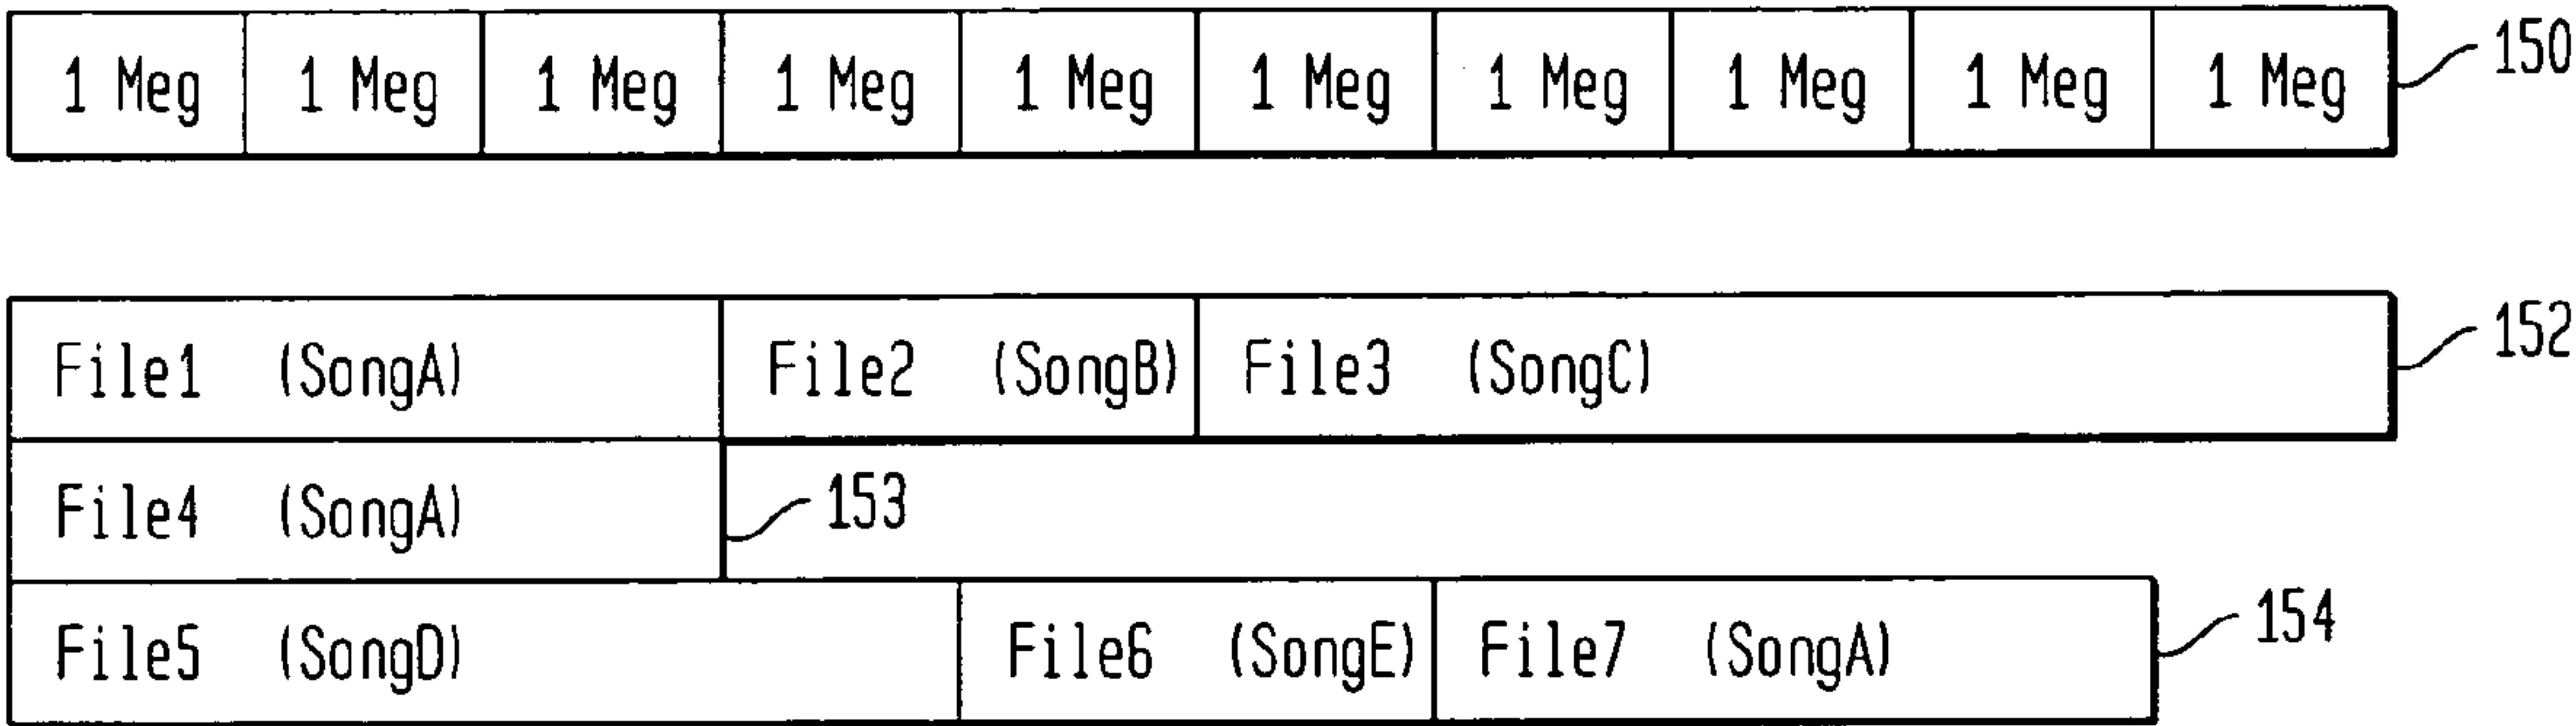 1 Meg 1 Meg 1 Meg 1 Meg 1 Meg 1 Meg 1 Meg 1 Meg 1 Meg 1 Meg 150
File1 (SongA) File2 (SongB) File3 (SongC) 152
File4 (SongA) 153
File5 (SongD) File6 (SongE) File7 (SongA) 154